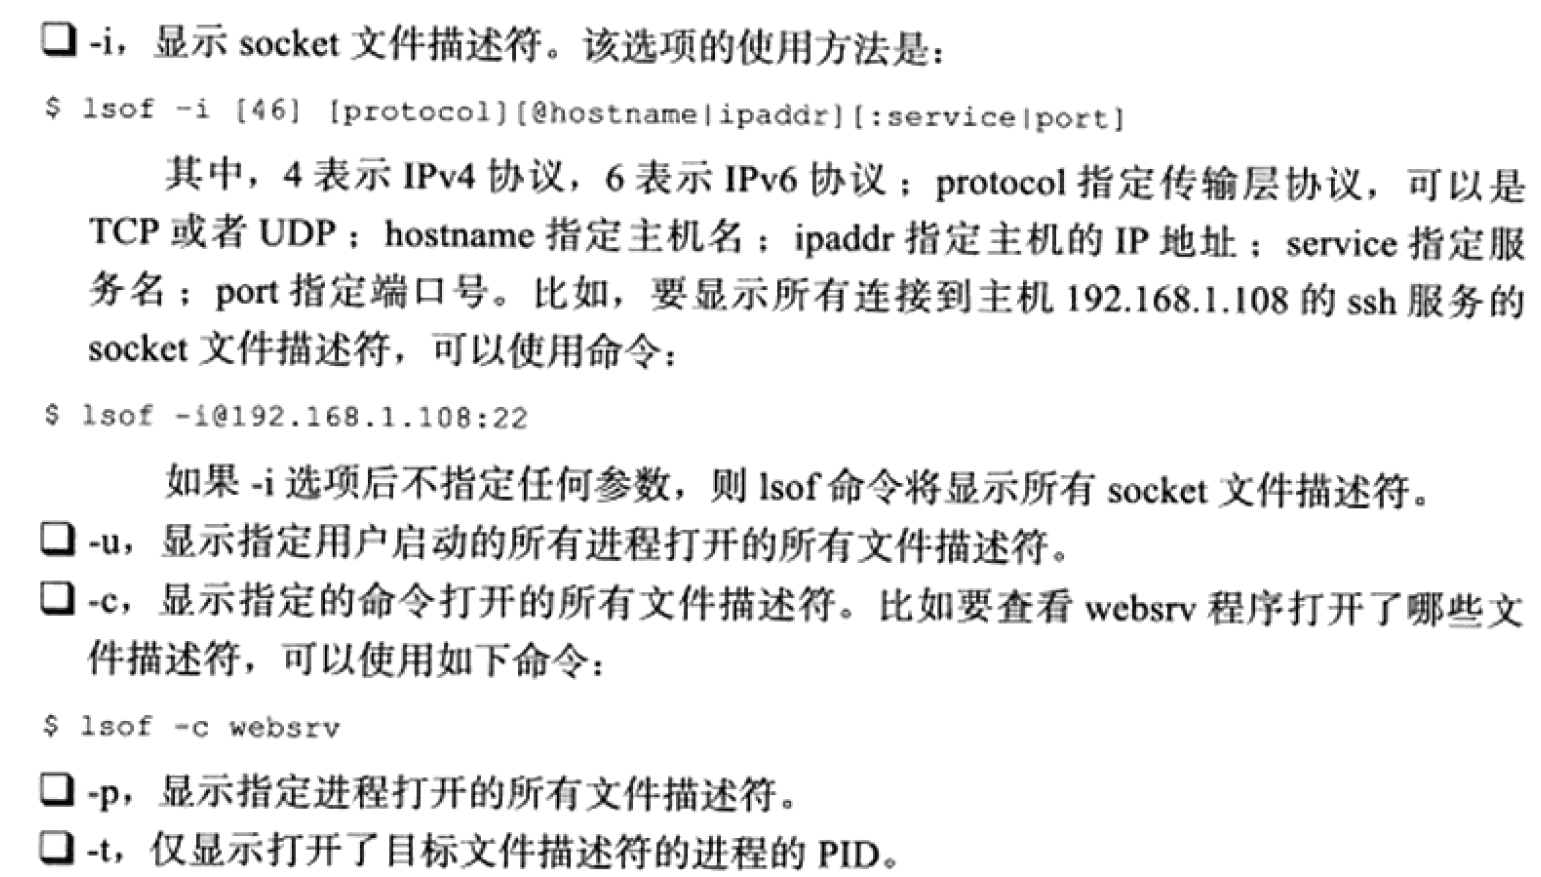 ❑ -i，显示 socket 文件描述符。该选项的使用方法是：
$ lsof -i [46] [protocol][@hostname|ipaddr][:service|port]
其中，4 表示 IPv4 协议，6 表示 IPv6 协议；protocol 指定传输层协议，可以是
TCP 或者 UDP；hostname 指定主机名；ipaddr 指定主机的 IP 地址；service 指定服
务名；port 指定端口号。比如，要显示所有连接到主机 192.168.1.108 的 ssh 服务的
socket 文件描述符，可以使用命令：
$ lsof -i@192.168.1.108:22
如果 -i 选项后不指定任何参数，则 lsof 命令将显示所有 socket 文件描述符。
❑ -u，显示指定用户启动的所有进程打开的所有文件描述符。
❑ -c，显示指定的命令打开的所有文件描述符。比如要查看 websrv 程序打开了哪些文
件描述符，可以使用如下命令：
$ lsof -c websrv
❑ -p，显示指定进程打开的所有文件描述符。
❑ -t，仅显示打开了目标文件描述符的进程的 PID。